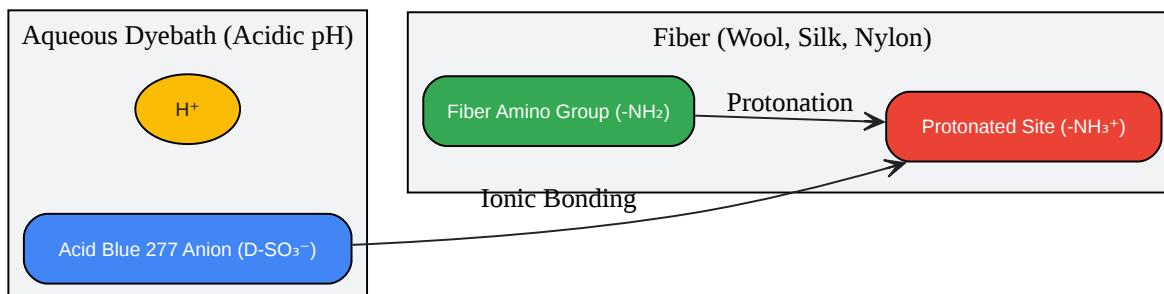 Aqueous Dyebath (Acidic pH)
H⁺
Acid Blue 277 Anion (D-SO₃⁻)
Fiber (Wool, Silk, Nylon)
Fiber Amino Group (-NH₂)
Protonation
Protonated Site (-NH₃⁺)
Ionic Bonding